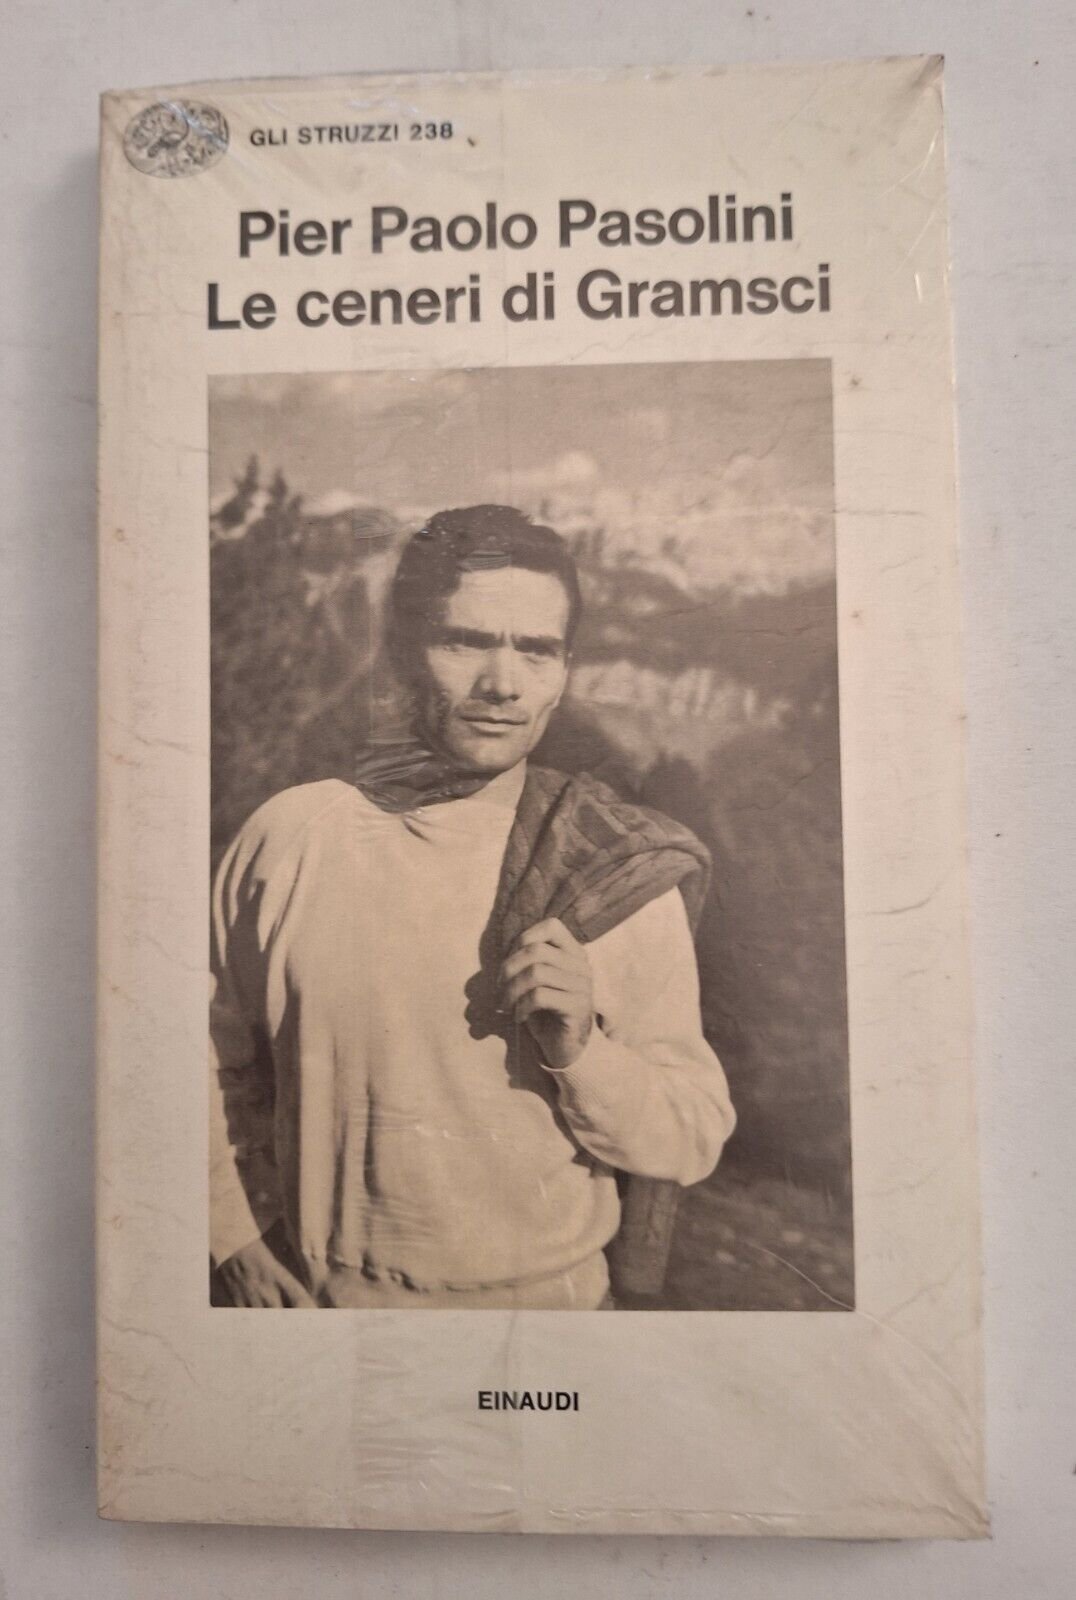 GLI STRUZZI 238
Pier Paolo Pasolini
Le ceneri di Gramsci
EINAUDI